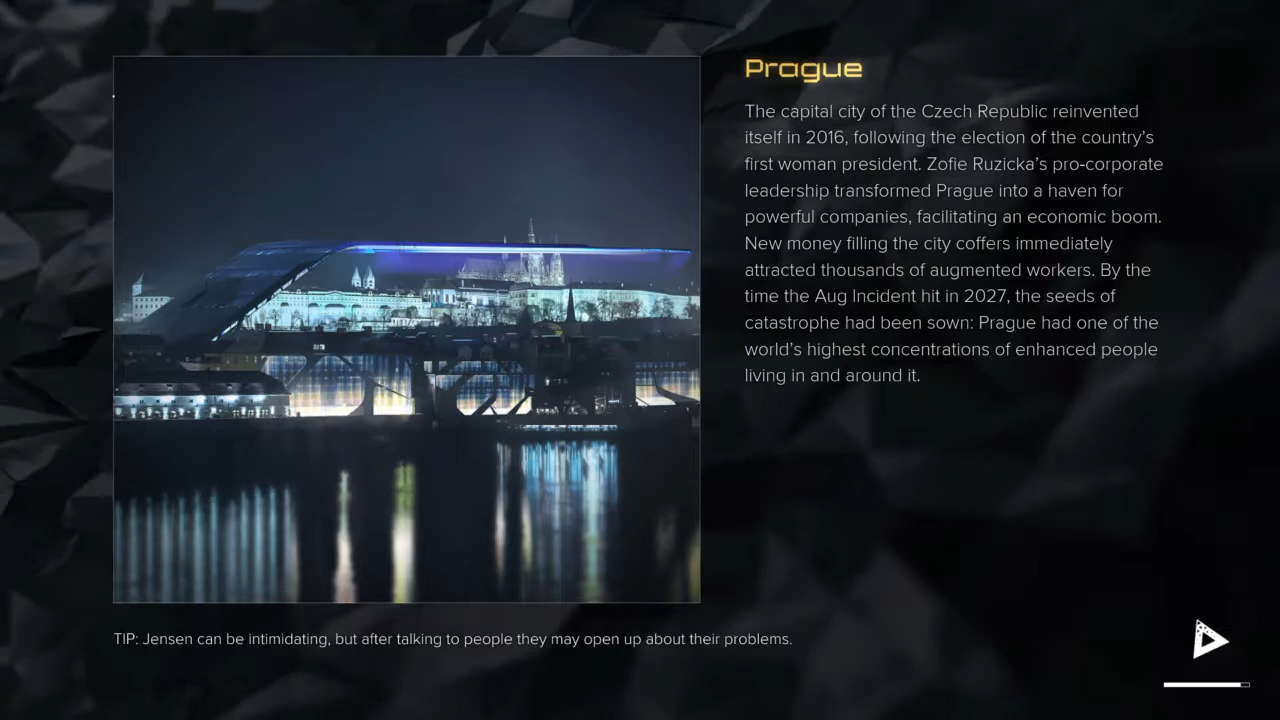 Prague
The capital city of the Czech Republic reinvented
itself in 2016, following the election of the country's
first woman president. Zofie Ruzicka's pro-corporate
leadership transformed Prague into a haven for
powerful companies, facilitating an economic boom.
New money filling the city coffers immediately
attracted thousands of augmented workers. By the
time the Aug Incident hit in 2027, the seeds of
catastrophe had been sown: Prague had one of the
world's highest concentrations of enhanced people
living in and around it.
TIP: Jensen can be intimidating, but after talking to people they may open up about their problems.